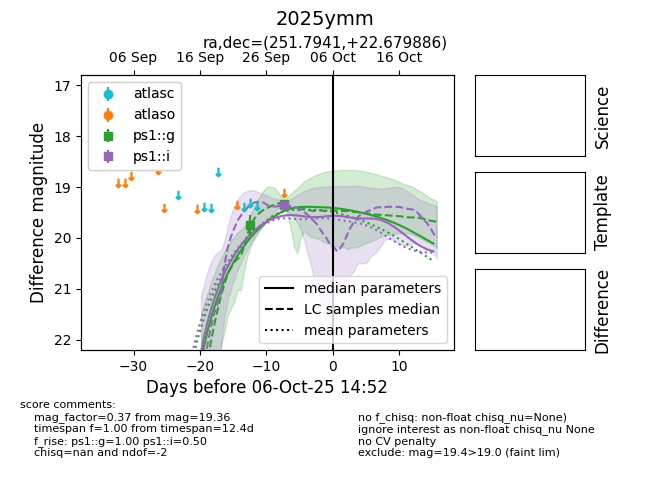 2025ymm
ra,dec=(251.7941,+22.679886)
06 Sep 16 Sep 26 Sep 06 Oct 16 Oct
17
18
19
20
21
22
Difference magnitude
atlasc
atlaso
ps1::g
ps1::i
median parameters
LC samples median
mean parameters
−30 −20 −10 0 10
Days before 06-Oct-25 14:52
Science
Template
Difference
score comments:
mag_factor=0.37 from mag=19.36
timespan f=1.00 from timespan=12.4d
f_rise: ps1::g=1.00 ps1::i=0.50
chisq=nan and ndof=-2
no f_chisq: non-float chisq_nu=None)
ignore interest as non-float chisq_nu None
no CV penalty
exclude: mag=19.4>19.0 (faint lim)